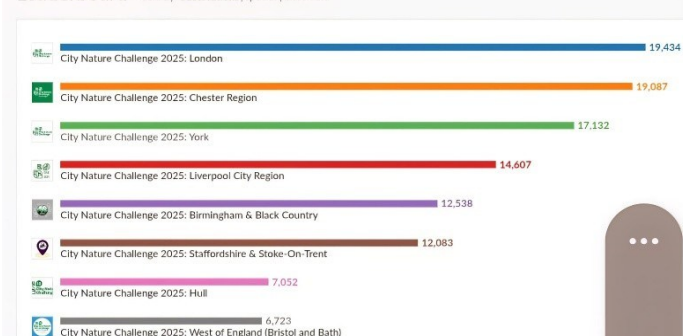 19,434
City Nature Challenge 2025: London
19,087
City Nature Challenge 2025: Chester Region
17,132
City Nature Challenge 2025: York
14,607
City Nature Challenge 2025: Liverpool City Region
12,538
City Nature Challenge 2025: Birmingham & Black Country
12,083
City Nature Challenge 2025: Staffordshire & Stoke-On-Trent
7,052
City Nature Challenge 2025: Hull
6,723
City Nature Challenge 2025: West of England (Bristol and Bath)